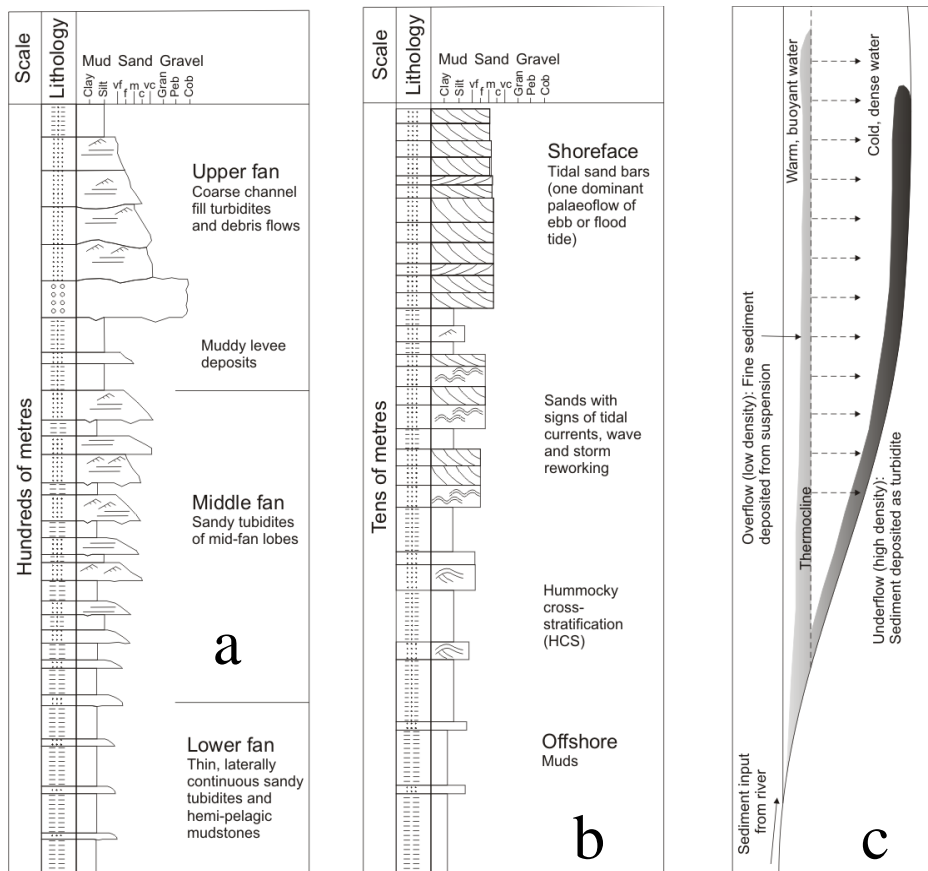 Scale
Lithology
Mud Sand Gravel
Clay
Silt
vf
f
m
c
vc
Gran
Peb
Cob
Hundreds of metres
Upper fan
Coarse channel
fill turbidites
and debris flows
Muddy levee
deposits
Middle fan
Sandy tubidites
of mid-fan lobes
a
Lower fan
Thin, laterally
continuous sandy
tubidites and
hemi-pelagic
mudstones
Scale
Lithology
Mud Sand Gravel
Clay
Silt
vf
f
m
c
vc
Gran
Peb
Cob
Tens of metres
Shoreface
Tidal sand bars
(one dominant
palaeoflow of
ebb or flood
tide)
Sands with
signs of tidal
currents, wave
and storm
reworking
Hummocky
cross-
stratification
(HCS)
Offshore
Muds
b
Warm, buoyant water
Cold, dense water
Overflow (low density): Fine sediment
deposited from suspension
Thermocline
Underflow (high density):
Sediment deposited as turbidite
Sediment input
from river
c